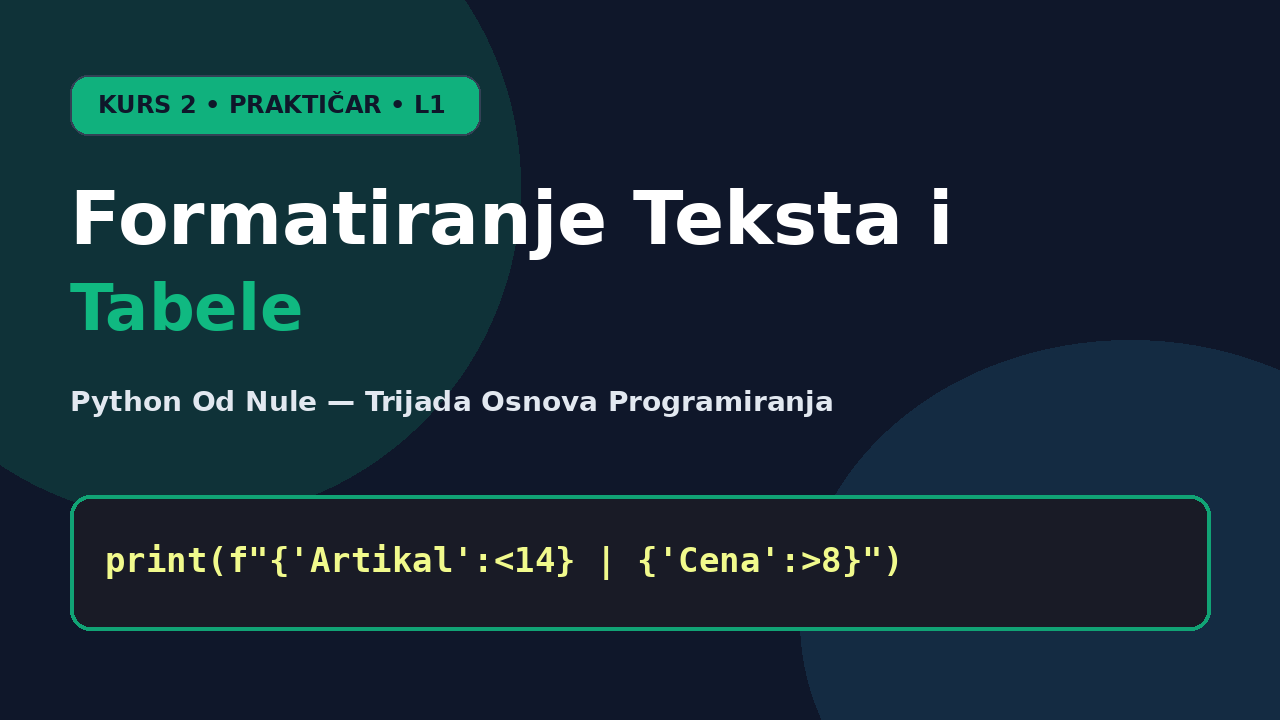 KURS 2 • PRAKTIČAR • L1
Formatiranje Teksta i
Tabele
Python Od Nule — Trijada Osnova Programiranja
print(f"{'Artikal':<14} | {'Cena':>8}")